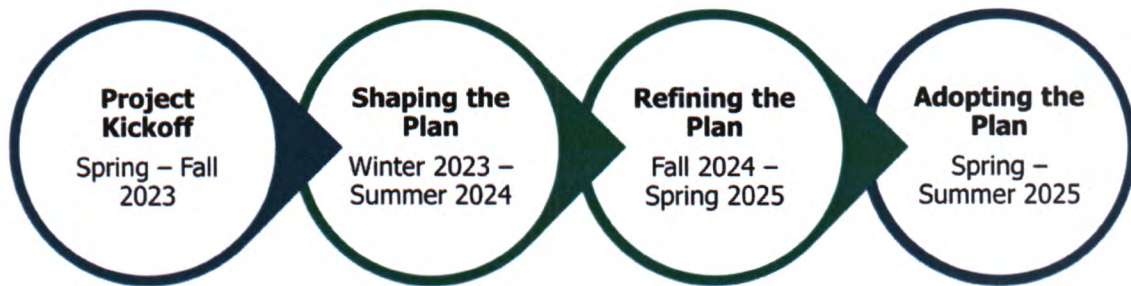 Project
Kickoff
Spring – Fall
2023
Shaping the
Plan
Winter 2023 –
Summer 2024
Refining the
Plan
Fall 2024 –
Spring 2025
Adopting the
Plan
Spring –
Summer 2025